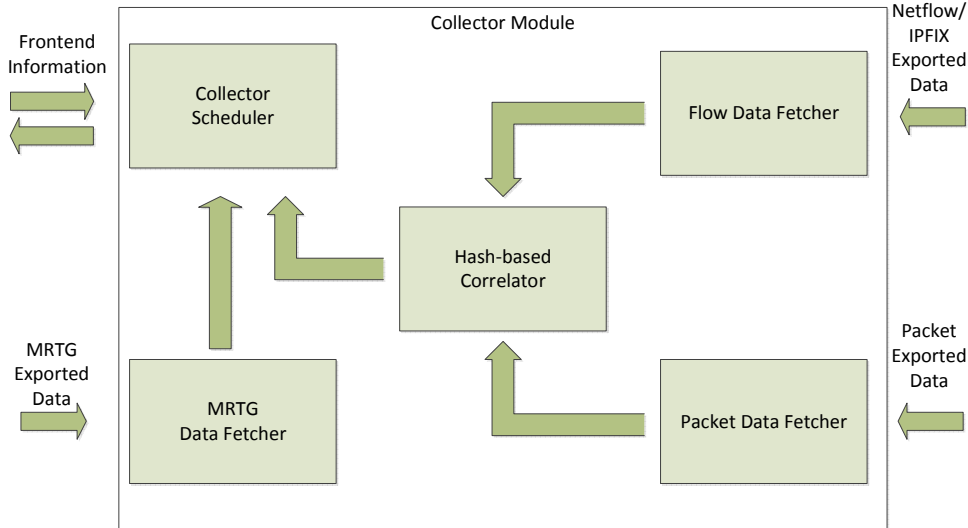 Collector Module
Frontend
Information
Collector
Scheduler
Flow Data Fetcher
Netflow/
IPFIX
Exported
Data
Hash-based
Correlator
MRTG
Exported
Data
MRTG
Data Fetcher
Packet Data Fetcher
Packet
Exported
Data